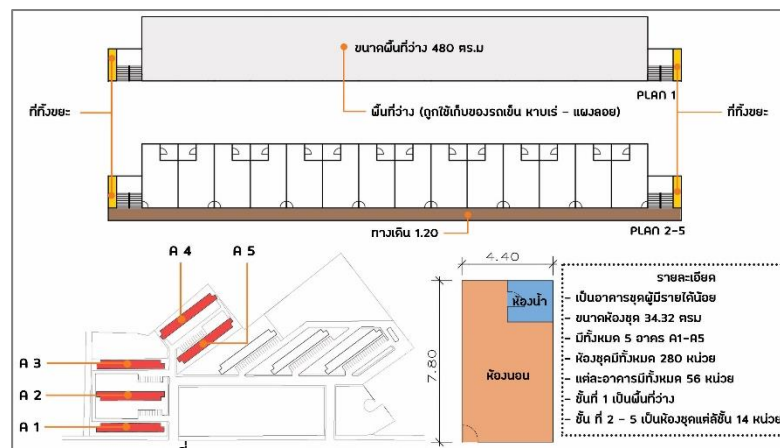 ขนาดพื้นที่ว่าง 480 ตร.ม
PLAN 1
ที่ทิ้งขยะ
พื้นที่ว่าง (ถูกใช้เก็บของรถเข็น หาบเร่ - แผงลอย)
ที่ทิ้งขยะ
ทางเดิน 1.20
PLAN 2-5
A 4
A 5
A 3
A 2
A 1
4.40
7.80
ห้องน้ำ
ห้องนอน
รายละเอียด
- เป็นอาคารชุดผู้มีรายได้น้อย
- ขนาดห้องชุด 34.32 ตรม
- มีทั้งหมด 5 อาคร A1-A5
- ห้องชุดมีทั้งหมด 280 หน่วย
- แต่ละอาคารมีทั้งหมด 56 หน่วย
- ชั้นที่ 1 เป็นพื้นที่ว่าง
- ชั้น ที่ 2 - 5 เป็นห้องชุดแต่ลัชั้น 14 หน่วย